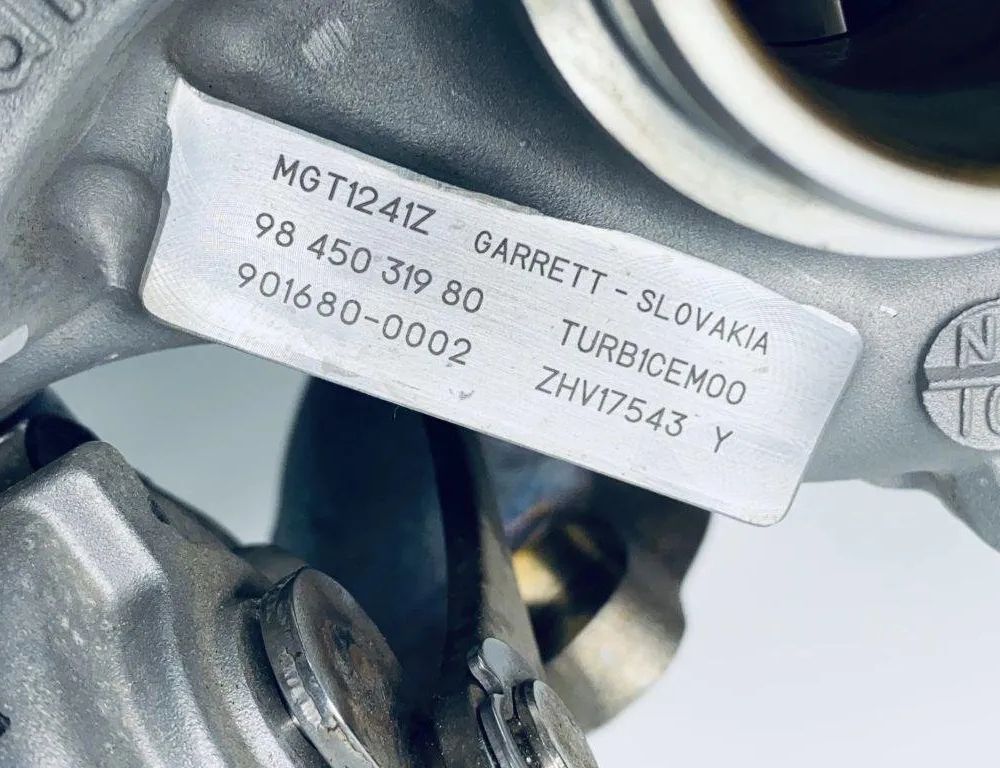 MGT1241Z GARRETT - SLOVAKIA
98 450 319 80 TURB1CEM00
901680-0002 ZHV17543 Y